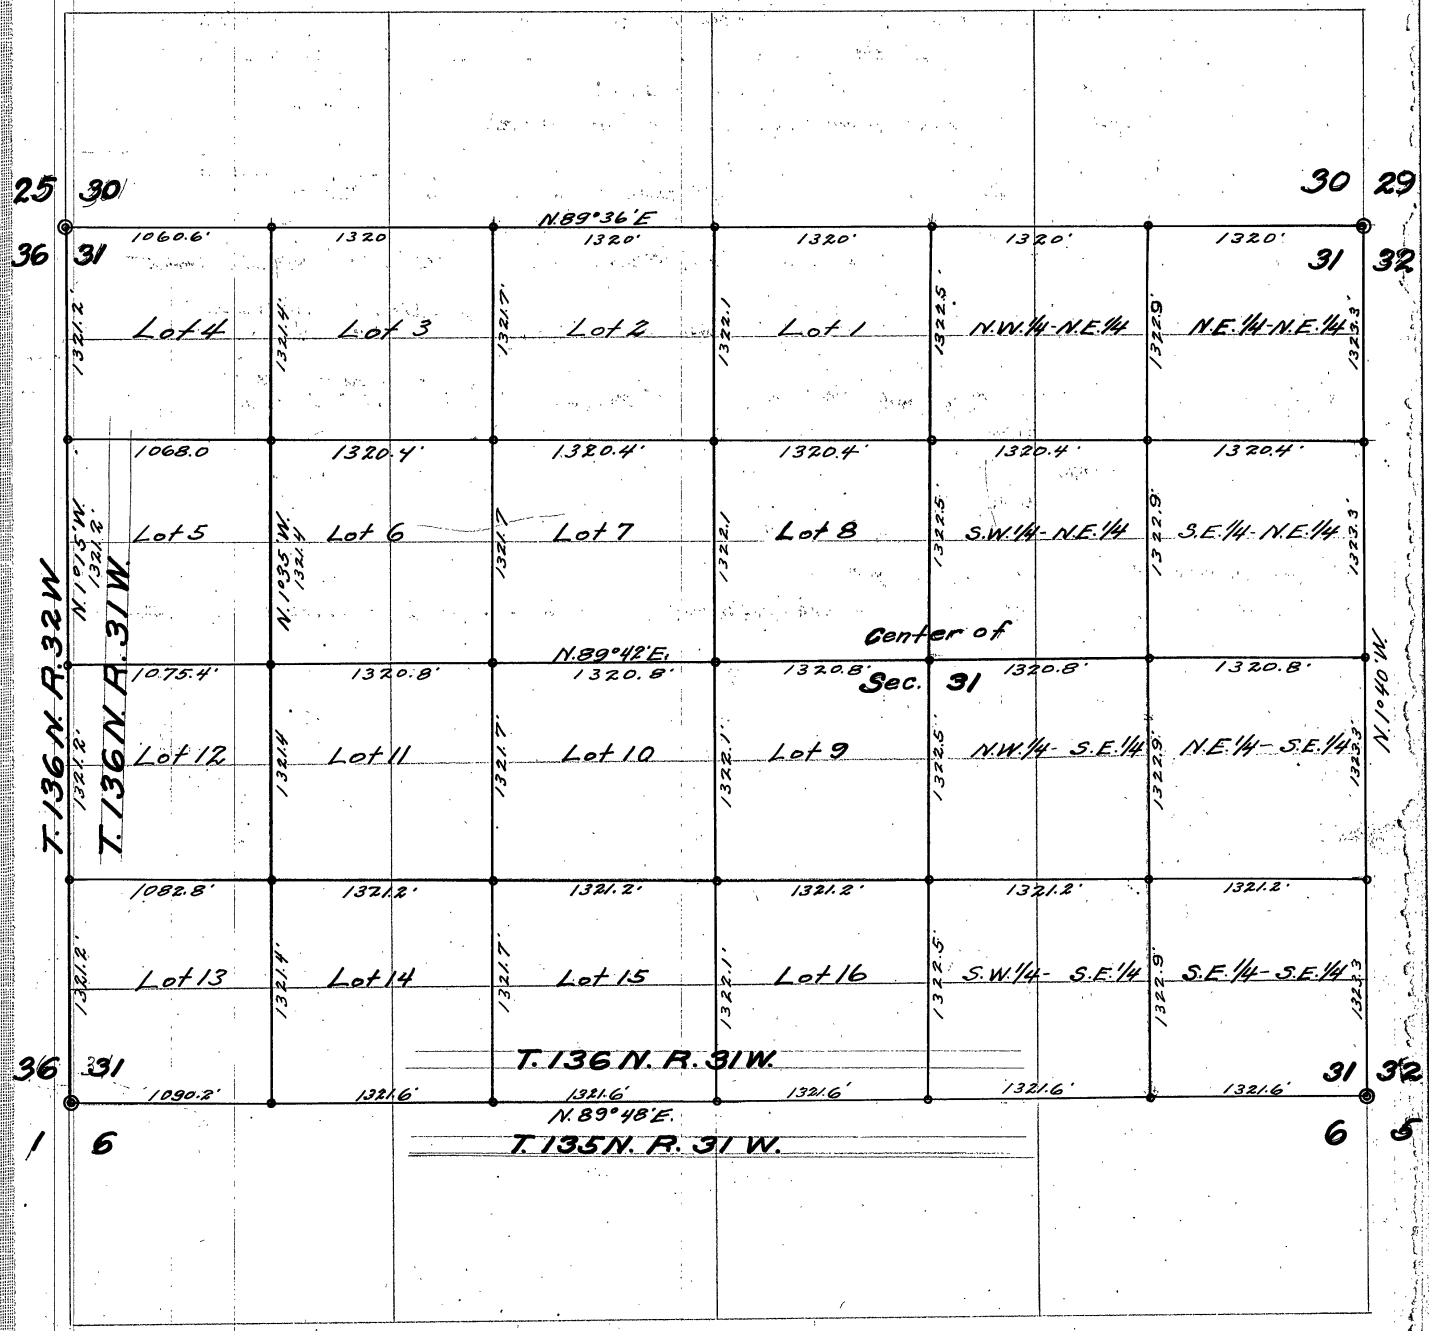 25 30 30 29
N.89°36'E
1060.6' 1320 1320' 1320' 1320' 1320'
36 31 31 32
1321.2' 1321.4' 1321.7' 1322.1 1322.5' 1322.9' 1323.3'
Lot 4 Lot 3 Lot 2 Lot 1 N.W.1/4-N.E.1/4 N.E.1/4-N.E.1/4
1068.0 1320.4' 1320.4' 1320.4' 1320.4' 1320.4'
N.1°15'W. 1321.2' N.1°35'W. 1321.4 1321.7 1322.1 1322.5' 1322.9' 1323.3'
Lot 5 Lot 6 Lot 7 Lot 8 S.W.1/4-N.E.1/4 S.E.1/4-N.E.1/4
T.136N. R.32W
T.136N. R.31W.
Center of
N.89°42'E.
1075.4' 1320.8' 1320.8' 1320.8' 1320.8' 1320.8'
Sec. 31
N.1°40'W.
1321.2' 1321.4 1321.7' 1322.1' 1322.5' 1322.9' 1323.3'
Lot 12 Lot 11 Lot 10 Lot 9 N.W.1/4- S.E.1/4 N.E.1/4- S.E.1/4
1082.8' 1321.2' 1321.2' 1321.2' 1321.2' 1321.2'
1321.2' 1321.4' 1321.7' 1322.1' 1322.5' 1322.9' 1323.3
Lot 13 Lot 14 Lot 15 Lot 16 S.W.1/4- S.E.1/4 S.E.1/4-S.E.1/4
T. 136 N. R. 31W.
36 31 31 32
1090.2' 1321.6' 1321.6' 1321.6' 1321.6' 1321.6'
N.89°48'E.
1 6 6 5
T. 135N. R. 31 W.